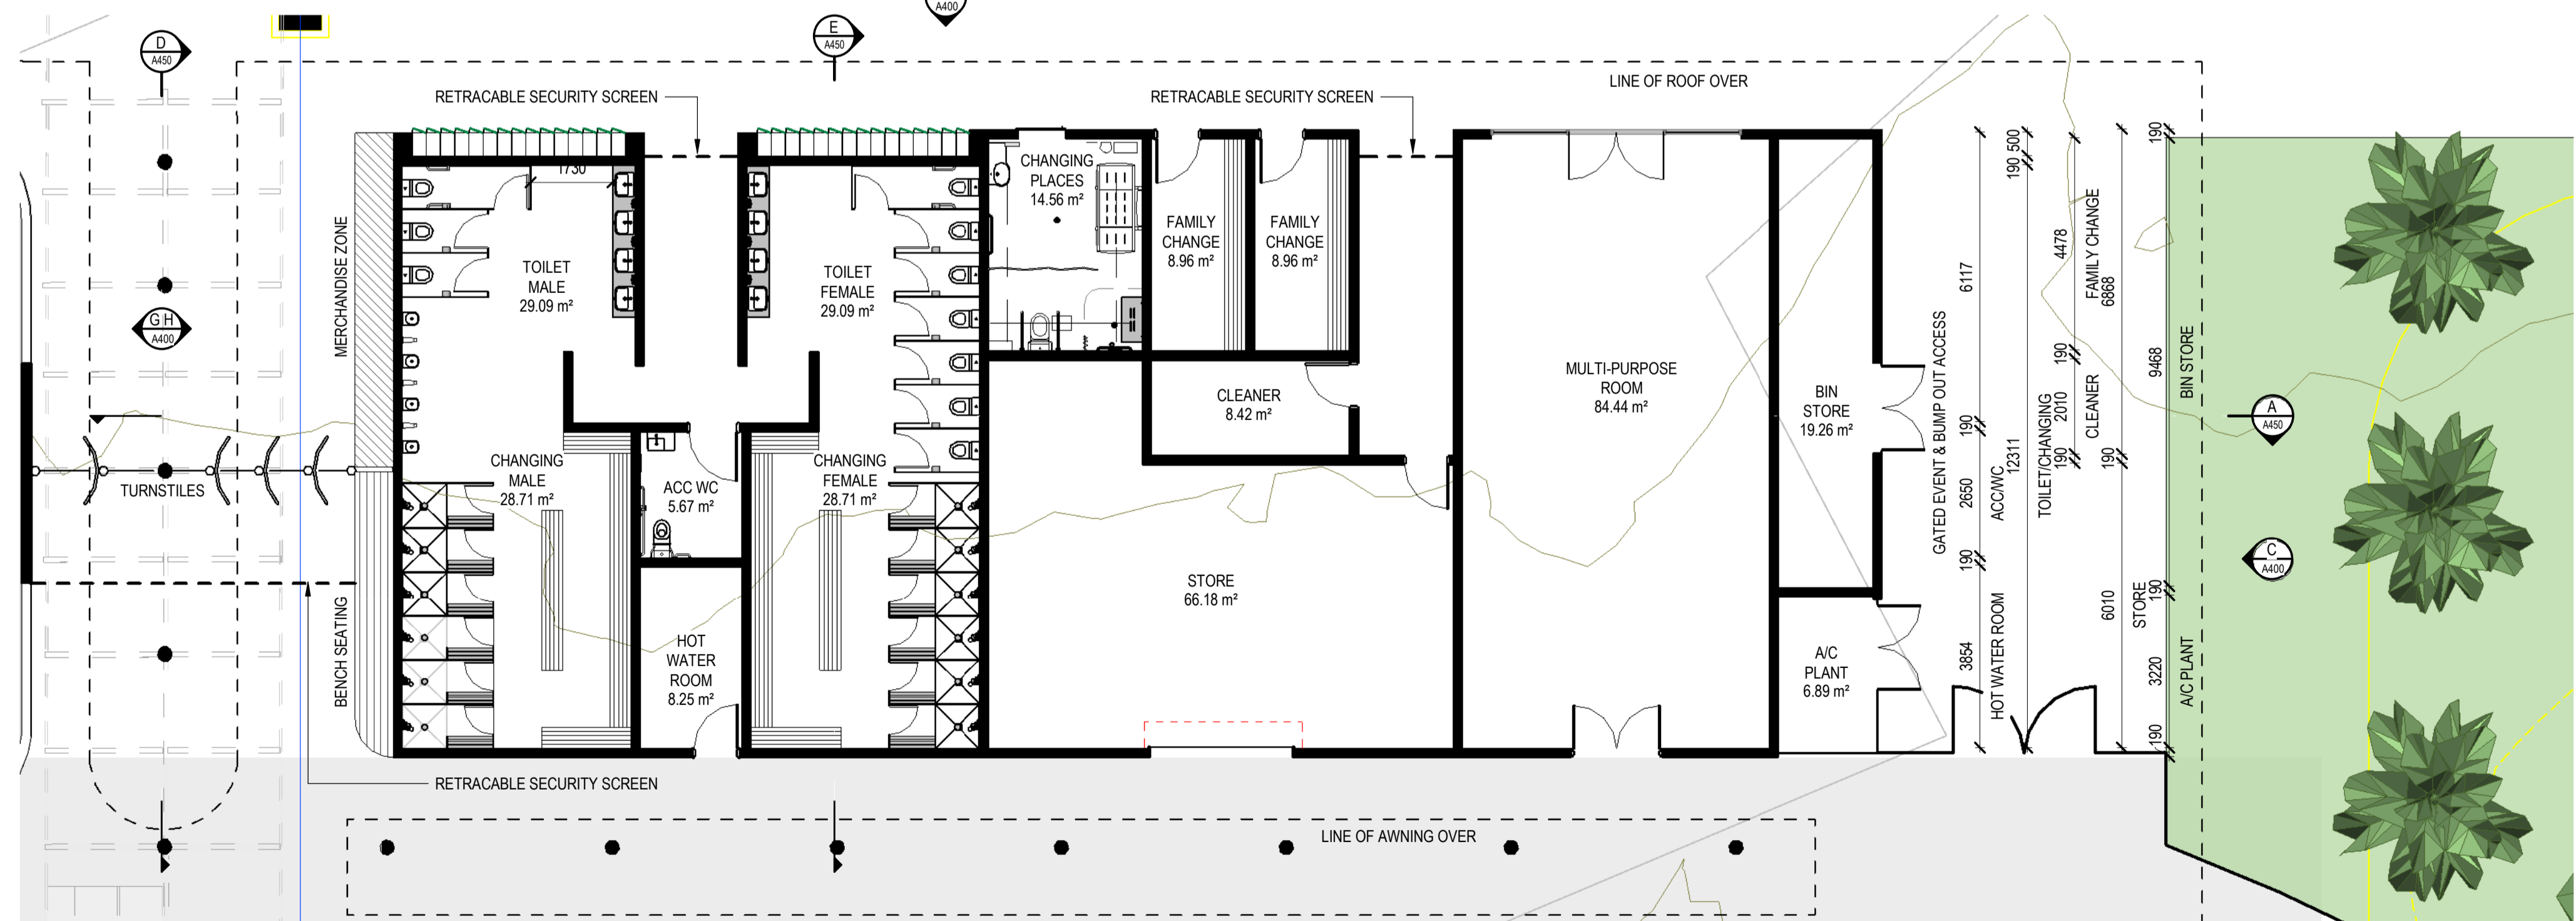 A400
D
A450
E
A450
LINE OF ROOF OVER
RETRACABLE SECURITY SCREEN
RETRACABLE SECURITY SCREEN
1730
CHANGING
PLACES
14.56 m²
FAMILY
CHANGE
8.96 m²
FAMILY
CHANGE
8.96 m²
TOILET
MALE
29.09 m²
TOILET
FEMALE
29.09 m²
MERCHANDISE ZONE
G H
A400
MULTI-PURPOSE
ROOM
84.44 m²
CLEANER
8.42 m²
BIN
STORE
19.26 m²
TURNSTILES
CHANGING
MALE
28.71 m²
ACC WC
5.67 m²
CHANGING
FEMALE
28.71 m²
STORE
66.18 m²
BENCH SEATING
HOT
WATER
ROOM
8.25 m²
A/C
PLANT
6.89 m²
RETRACABLE SECURITY SCREEN
LINE OF AWNING OVER
GATED EVENT & BUMP OUT ACCESS
6117
190
2650
190
3854
ACC/WC
HOT WATER ROOM
500
190
12311
TOILET/CHANGING
4478
190
2010
190
FAMILY CHANGE
CLEANER
6868
190
6010
STORE
190
9468
190
3220
190
BIN STORE
A/C PLANT
A
A450
C
A400